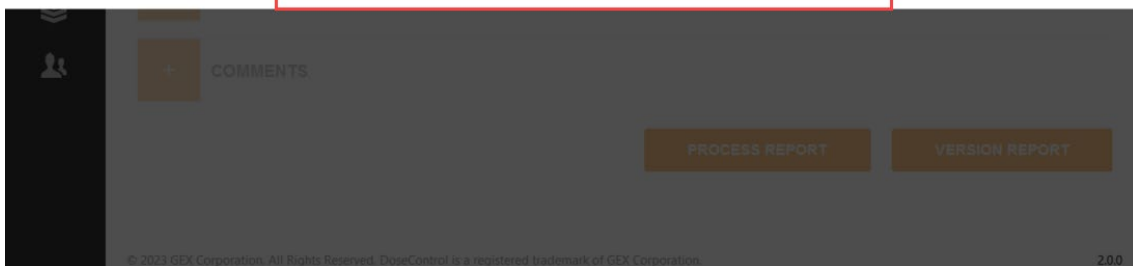 + COMMENTS
PROCESS REPORT VERSION REPORT
© 2023 GEX Corporation. All Rights Reserved. DoseControl is a registered trademark of GEX Corporation. 2.0.0